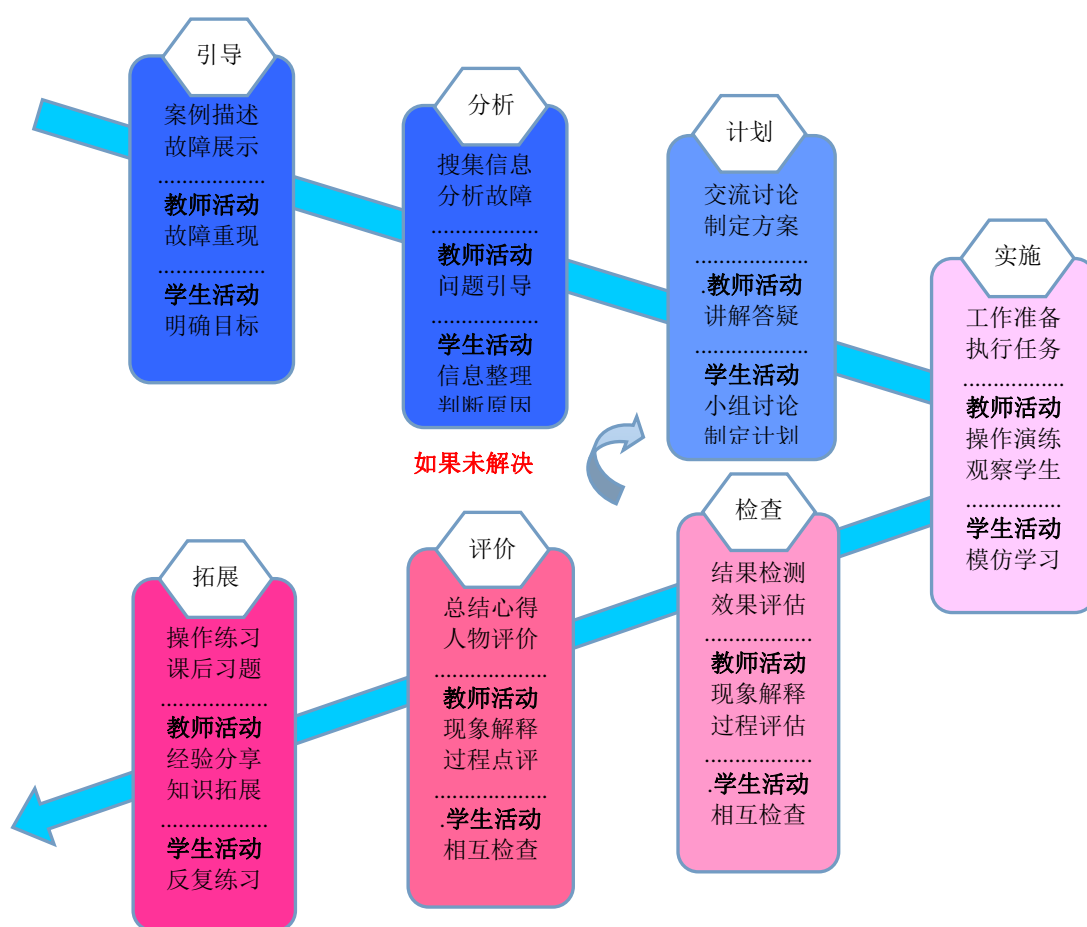 引导
案例描述
故障展示
..................
教师活动
故障重现
..................
学生活动
明确目标
分析
搜集信息
分析故障
..................
教师活动
问题引导
..................
学生活动
信息整理
判断原因
计划
交流讨论
制定方案
...................
.教师活动
讲解答疑
...................
学生活动
小组讨论
制定计划
实施
工作准备
执行任务
.................
教师活动
操作演练
观察学生
................
学生活动
模仿学习
如果未解决
检查
结果检测
效果评估
..................
教师活动
现象解释
过程评估
..................
.学生活动
相互检查
评价
总结心得
人物评价
...................
教师活动
现象解释
过程点评
...................
.学生活动
相互检查
拓展
操作练习
课后习题
..................
教师活动
经验分享
知识拓展
..................
学生活动
反复练习